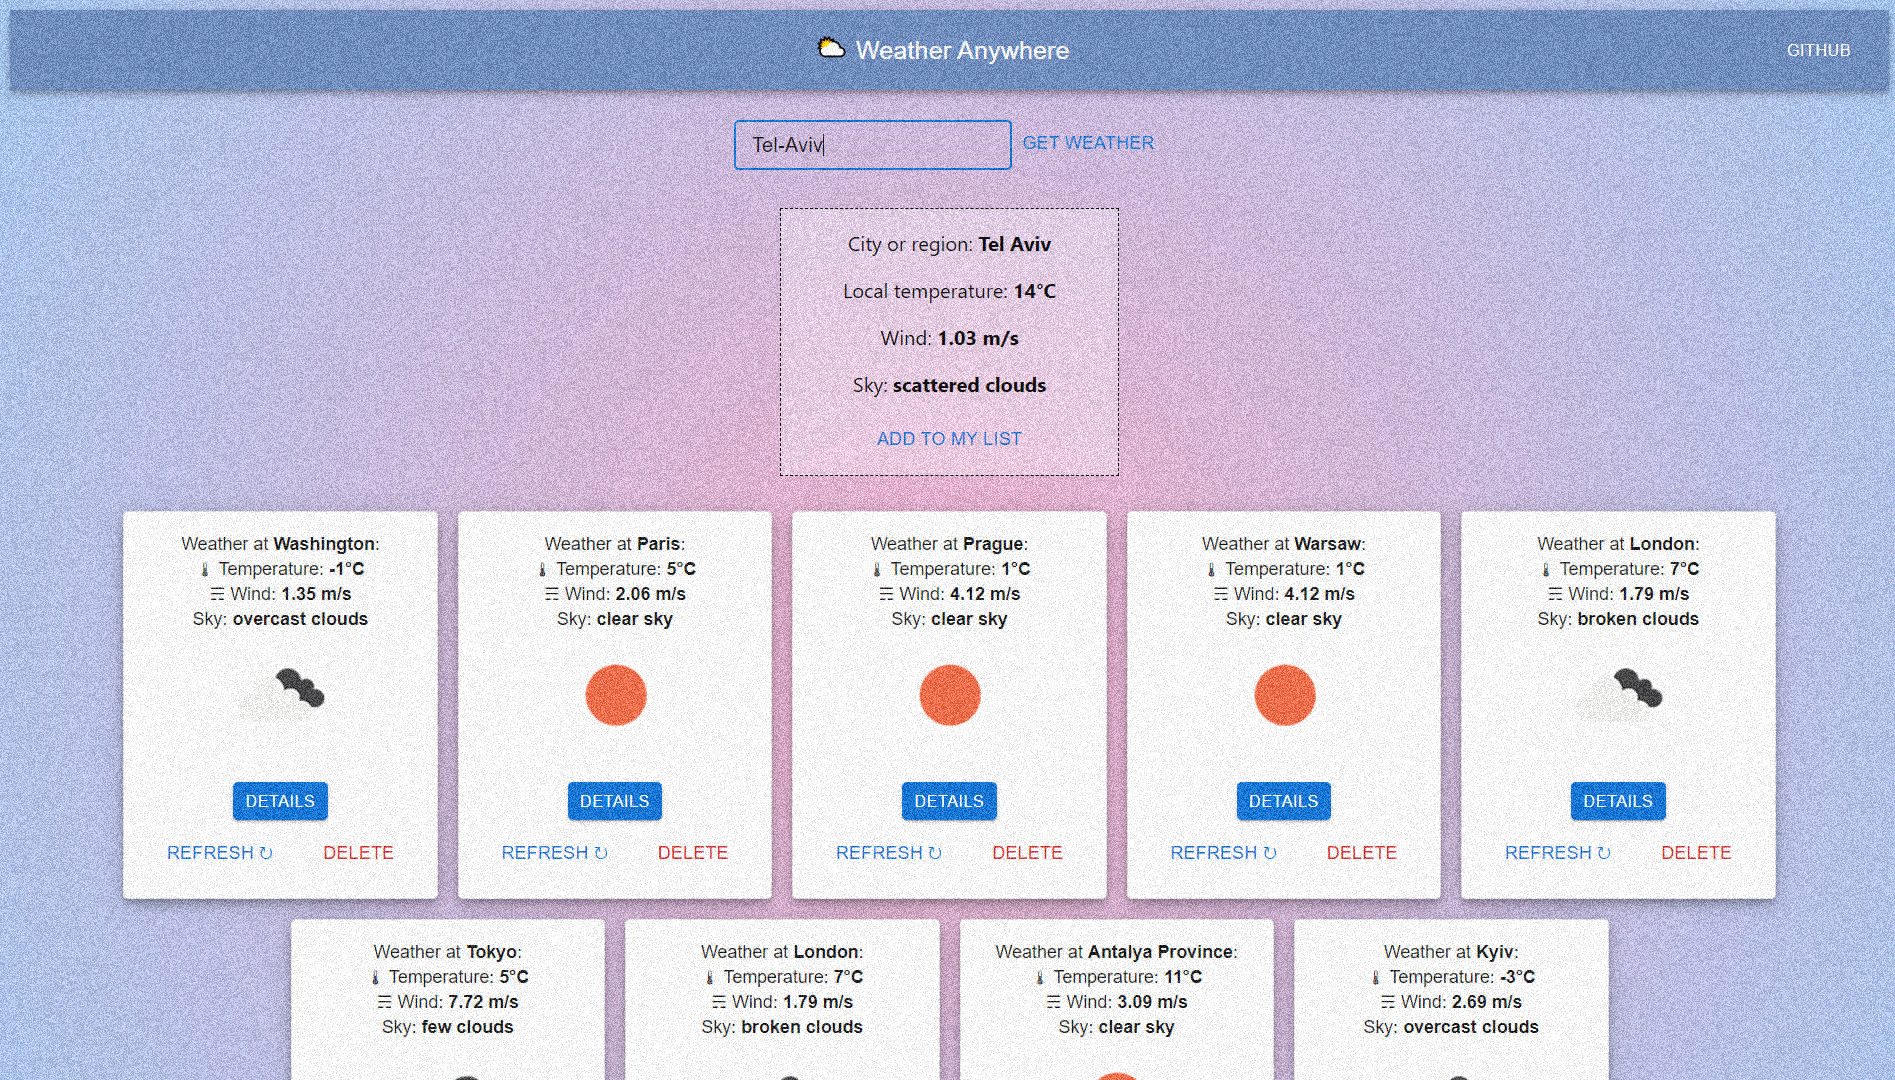 Weather Anywhere
GITHUB
Tel-Aviv
GET WEATHER
City or region: Tel Aviv
Local temperature: 14°C
Wind: 1.03 m/s
Sky: scattered clouds
ADD TO MY LIST
Weather at Washington:
🌡 Temperature: -1°C
☴ Wind: 1.35 m/s
Sky: overcast clouds
DETAILS
REFRESH ↻ DELETE
Weather at Paris:
🌡 Temperature: 5°C
☴ Wind: 2.06 m/s
Sky: clear sky
DETAILS
REFRESH ↻ DELETE
Weather at Prague:
🌡 Temperature: 1°C
☴ Wind: 4.12 m/s
Sky: clear sky
DETAILS
REFRESH ↻ DELETE
Weather at Warsaw:
🌡 Temperature: 1°C
☴ Wind: 4.12 m/s
Sky: clear sky
DETAILS
REFRESH ↻ DELETE
Weather at London:
🌡 Temperature: 7°C
☴ Wind: 1.79 m/s
Sky: broken clouds
DETAILS
REFRESH ↻ DELETE
Weather at Tokyo:
🌡 Temperature: 5°C
☴ Wind: 7.72 m/s
Sky: few clouds
Weather at London:
🌡 Temperature: 7°C
☴ Wind: 1.79 m/s
Sky: broken clouds
Weather at Antalya Province:
🌡 Temperature: 11°C
☴ Wind: 3.09 m/s
Sky: clear sky
Weather at Kyiv:
🌡 Temperature: -3°C
☴ Wind: 2.69 m/s
Sky: overcast clouds